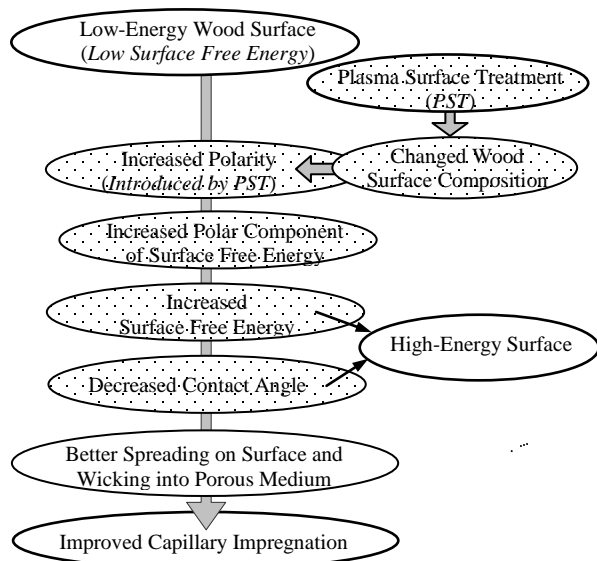 Low-Energy Wood Surface
(Low Surface Free Energy)
Plasma Surface Treatment
(PST)
Increased Polarity
(Introduced by PST)
Changed Wood
Surface Composition
Increased Polar Component
of Surface Free Energy
Increased
Surface Free Energy
High-Energy Surface
Decreased Contact Angle
Better Spreading on Surface and
Wicking into Porous Medium
Improved Capillary Impregnation